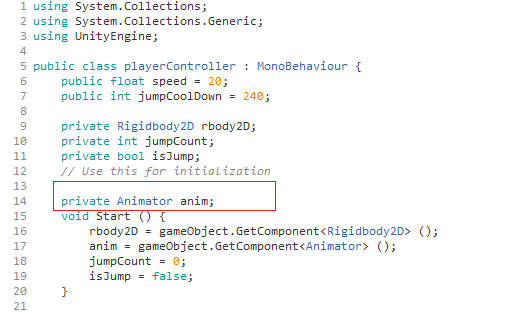 1 using System.Collections;
2 using System.Collections.Generic;
3 using UnityEngine;
4
5 public class playerController : MonoBehaviour {
6     public float speed = 20;
7     public int jumpCoolDown = 240;
8
9     private Rigidbody2D rbody2D;
10     private int jumpCount;
11     private bool isJump;
12     // Use this for initialization
13
14     private Animator anim;
15     void Start () {
16         rbody2D = gameObject.GetComponent<Rigidbody2D> ();
17         anim = gameObject.GetComponent<Animator> ();
18         jumpCount = 0;
19         isJump = false;
20     }
21